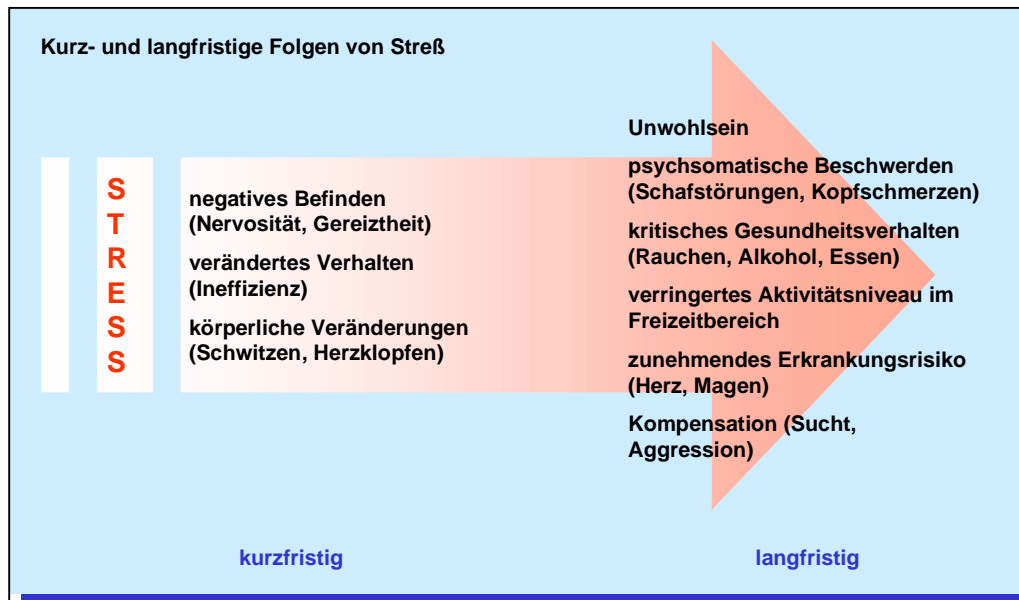 Kurz- und langfristige Folgen von Streß
S
T
R
E
S
S
negatives Befinden
(Nervosität, Gereiztheit)
verändertes Verhalten
(Ineffizienz)
körperliche Veränderungen
(Schwitzen, Herzklopfen)
Unwohlsein
psychsomatische Beschwerden
(Schafstörungen, Kopfschmerzen)
kritisches Gesundheitsverhalten
(Rauchen, Alkohol, Essen)
verringertes Aktivitätsniveau im
Freizeitbereich
zunehmendes Erkrankungsrisiko
(Herz, Magen)
Kompensation (Sucht,
Aggression)
kurzfristig
langfristig